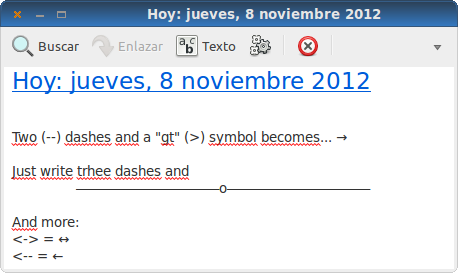 Hoy: jueves, 8 noviembre 2012
Buscar Enlazar abc Texto
Hoy: jueves, 8 noviembre 2012
Two (--) dashes and a "gt" (>) symbol becomes... →
Just write trhee dashes and
————————————o————————————
And more:
<-> = ↔
<-- = ←